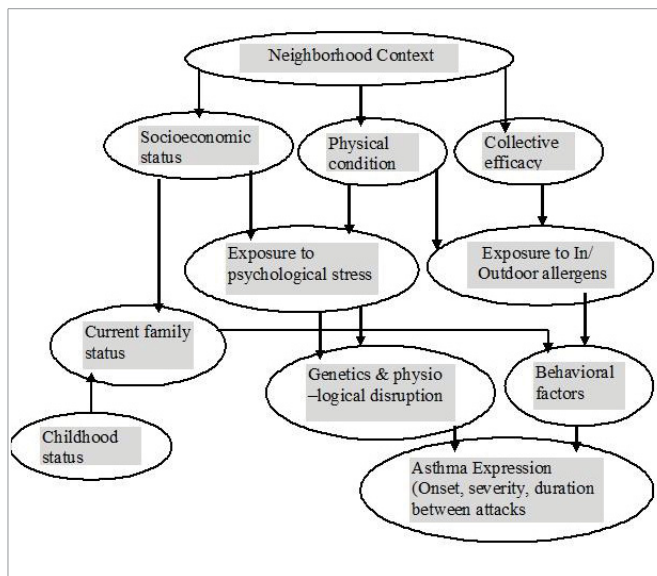 Neighborhood Context
Socioeconomic
status
Physical
condition
Collective
efficacy
Exposure to
psychological stress
Exposure to In/
Outdoor allergens
Current family
status
Genetics & physio
–logical disruption
Behavioral
factors
Childhood
status
Asthma Expression
(Onset, severity, duration
between attacks